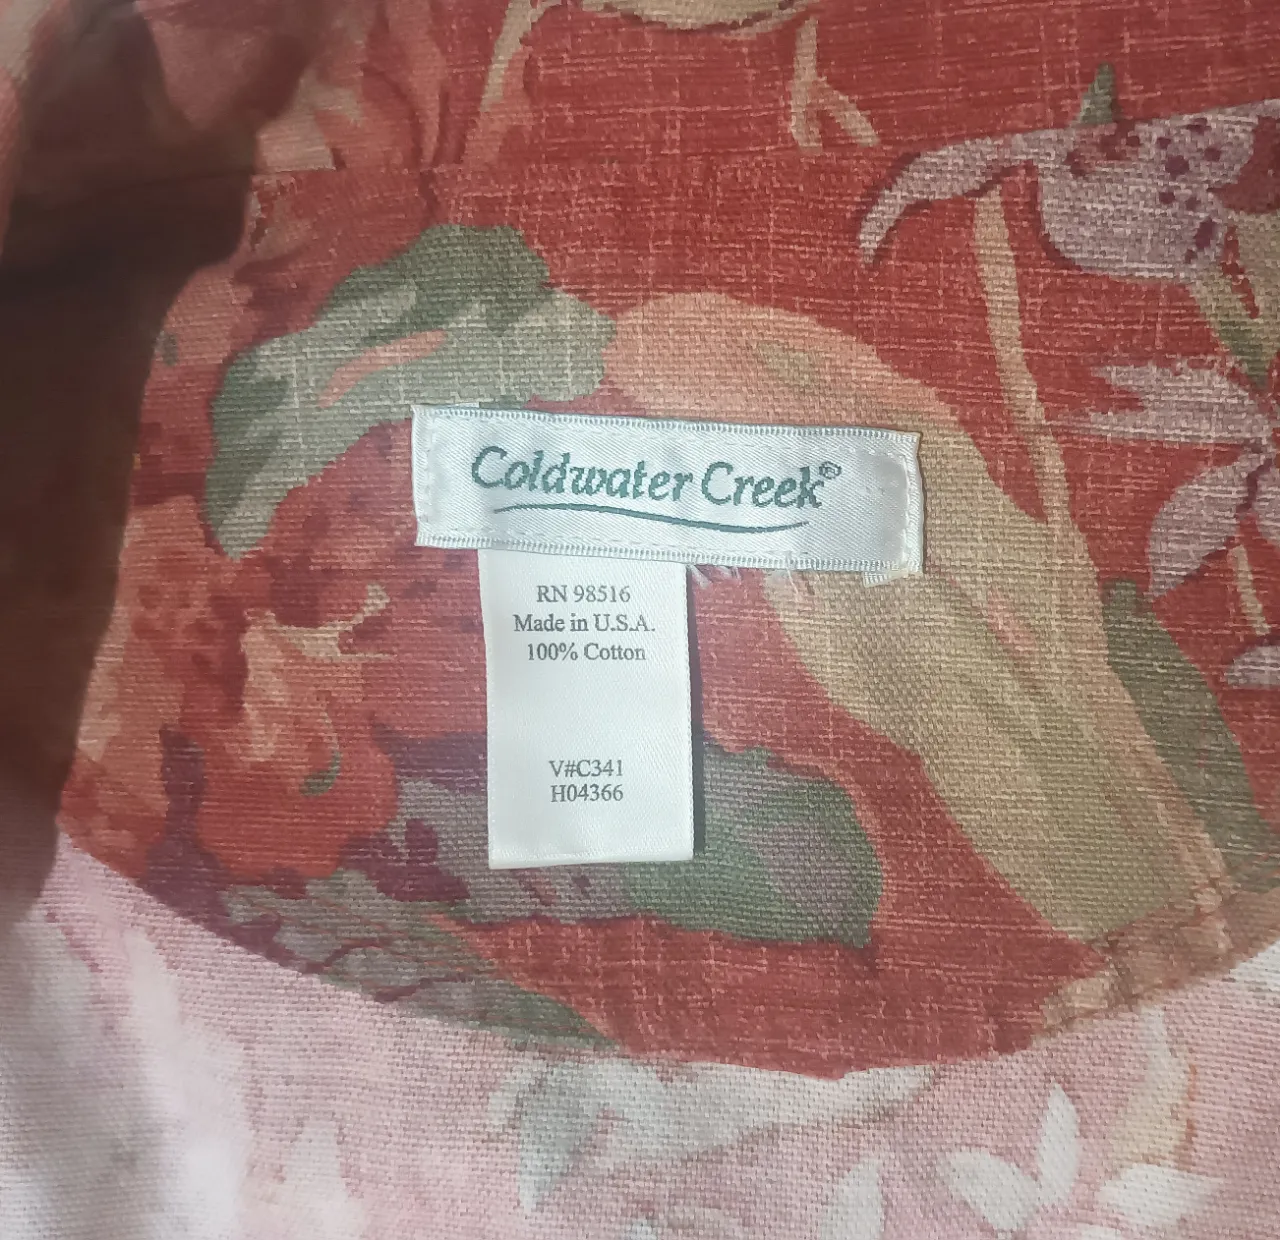 Coldwater Creek®
RN 98516
Made in U.S.A.
100% Cotton
V#C341
H04366